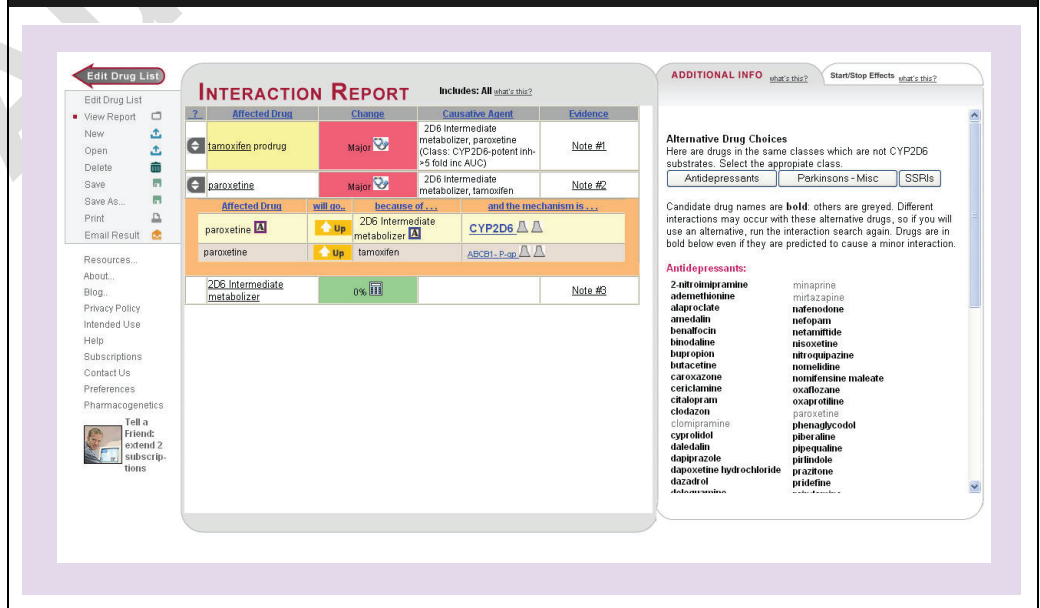 Edit Drug List
Edit Drug List
View Report
New
Open
Delete
Save
Save As...
Print
Email Result
Resources...
About...
Blog..
Privacy Policy
Intended Use
Help
Subscriptions
Contact Us
Preferences
Pharmacogenetics
Tell a
Friend:
extend 2
subscrip-
tions
INTERACTION REPORT Includes: All what's this?
? Affected Drug Change Causative Agent Evidence
tamoxifen prodrug Major 2D6 Intermediate
metabolizer, paroxetine
(Class: CYP2D6-potent inh-
>5 fold inc AUC) Note #1
paroxetine Major 2D6 Intermediate
metabolizer, tamoxifen Note #2
Affected Drug will go.. because of ... and the mechanism is ...
paroxetine A Up 2D6 Intermediate
metabolizer A CYP2D6
paroxetine Up tamoxifen ABCB1- P-gp
2D6 Intermediate
metabolizer 0% Note #3
ADDITIONAL INFO what's this? Start/Stop Effects what's this?
Alternative Drug Choices
Here are drugs in the same classes which are not CYP2D6
substrates. Select the appropiate class.
Antidepressants Parkinsons - Misc SSRIs
Candidate drug names are bold: others are greyed. Different
interactions may occur with these alternative drugs, so if you will
use an alternative, run the interaction search again. Drugs are in
bold below even if they are predicted to cause a minor interaction.
Antidepressants:
2-nitroimipramine
ademethionine
alaproclate
amedalin
benalfocin
binodaline
bupropion
butacetine
caroxazone
cericlamine
citalopram
clodazon
clomipramine
cyprolidol
daledalin
dapiprazole
dapoxetine hydrochloride
dazadrol
minaprine
mirtazapine
nafenodone
nefopam
netamiftide
nisoxetine
nitroquipazine
nomelidine
nomifensine maleate
oxaflozane
oxaprotiline
paroxetine
phenaglycodol
piberaline
pipequaline
pirlindole
prazitone
pridefine